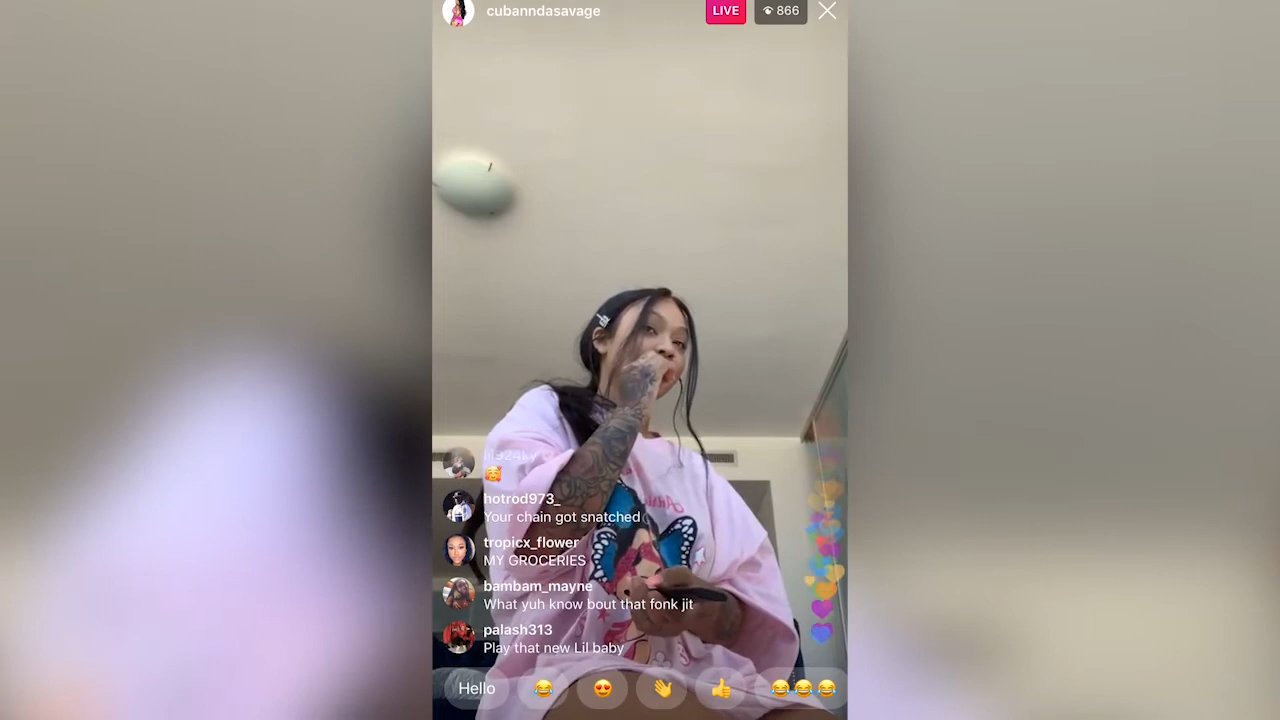 cubanndasavage
LIVE
866
hotrod973_
Your chain got snatched
tropicx_flower
MY GROCERIES
bambam_mayne
What yuh know bout that fonk jit
palash313
Play that new Lil baby
Hello